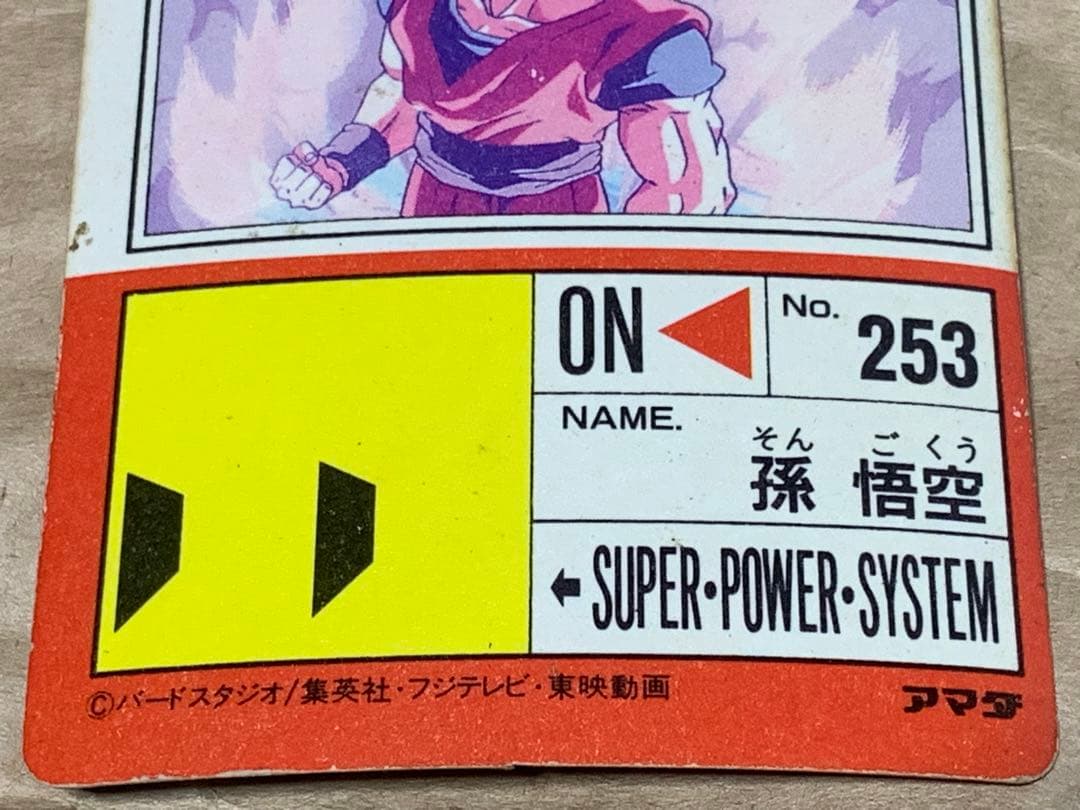 ON
No. 253
NAME.
そん ごくう
孫 悟空
SUPER・POWER・SYSTEM
©バードスタジオ/集英社・フジテレビ・東映動画
アマダ